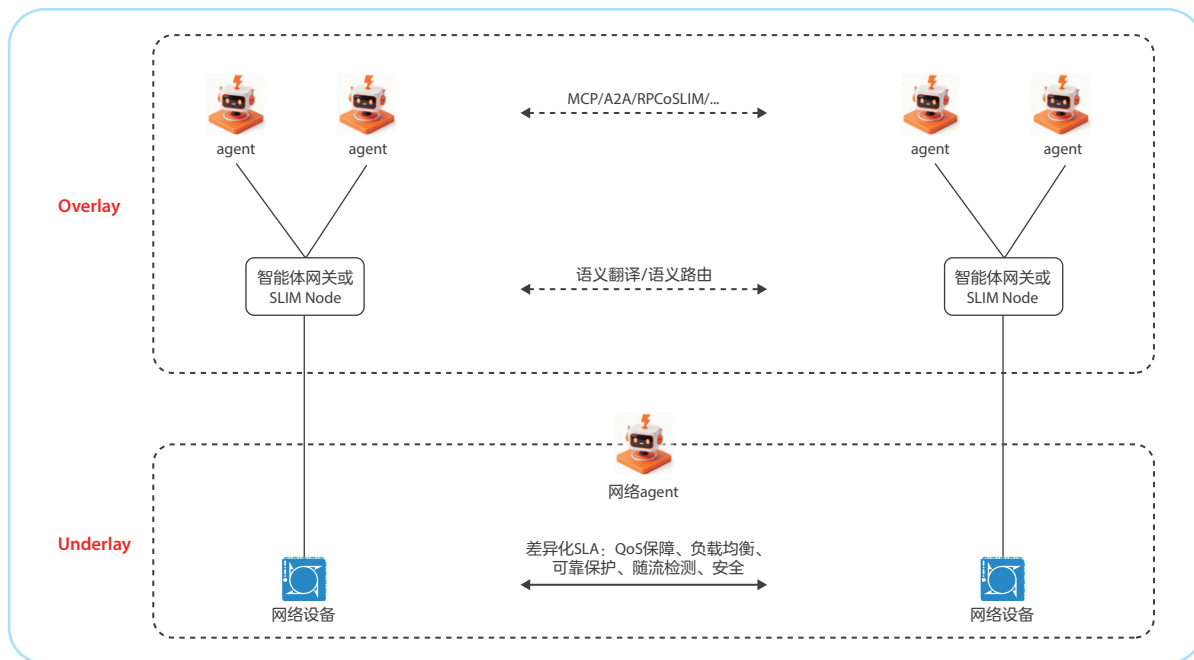 MCP/A2A/RPCoSLIM/...
agent
agent
agent
agent
Overlay
智能体网关或
SLIM Node
语义翻译/语义路由
智能体网关或
SLIM Node
网络agent
Underlay
差异化SLA：QoS保障、负载均衡、
可靠保护、随流检测、安全
网络设备
网络设备